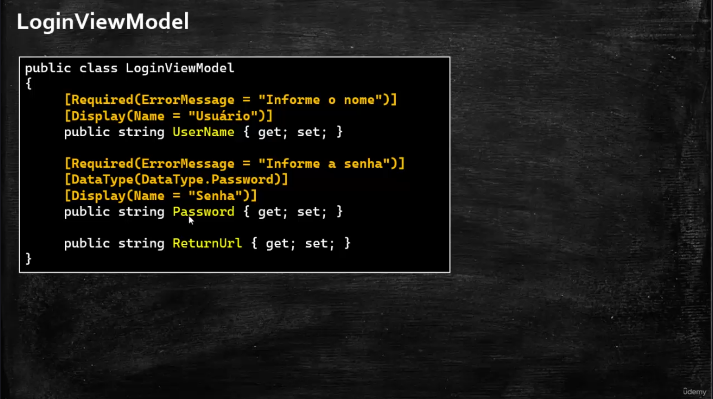 LoginViewModel
public class LoginViewModel
{
[Required(ErrorMessage = "Informe o nome")]
[Display(Name = "Usuário")]
public string UserName { get; set; }
[Required(ErrorMessage = "Informe a senha")]
[DataType(DataType.Password)]
[Display(Name = "Senha")]
public string Password { get; set; }
public string ReturnUrl { get; set; }
}
ûdemy